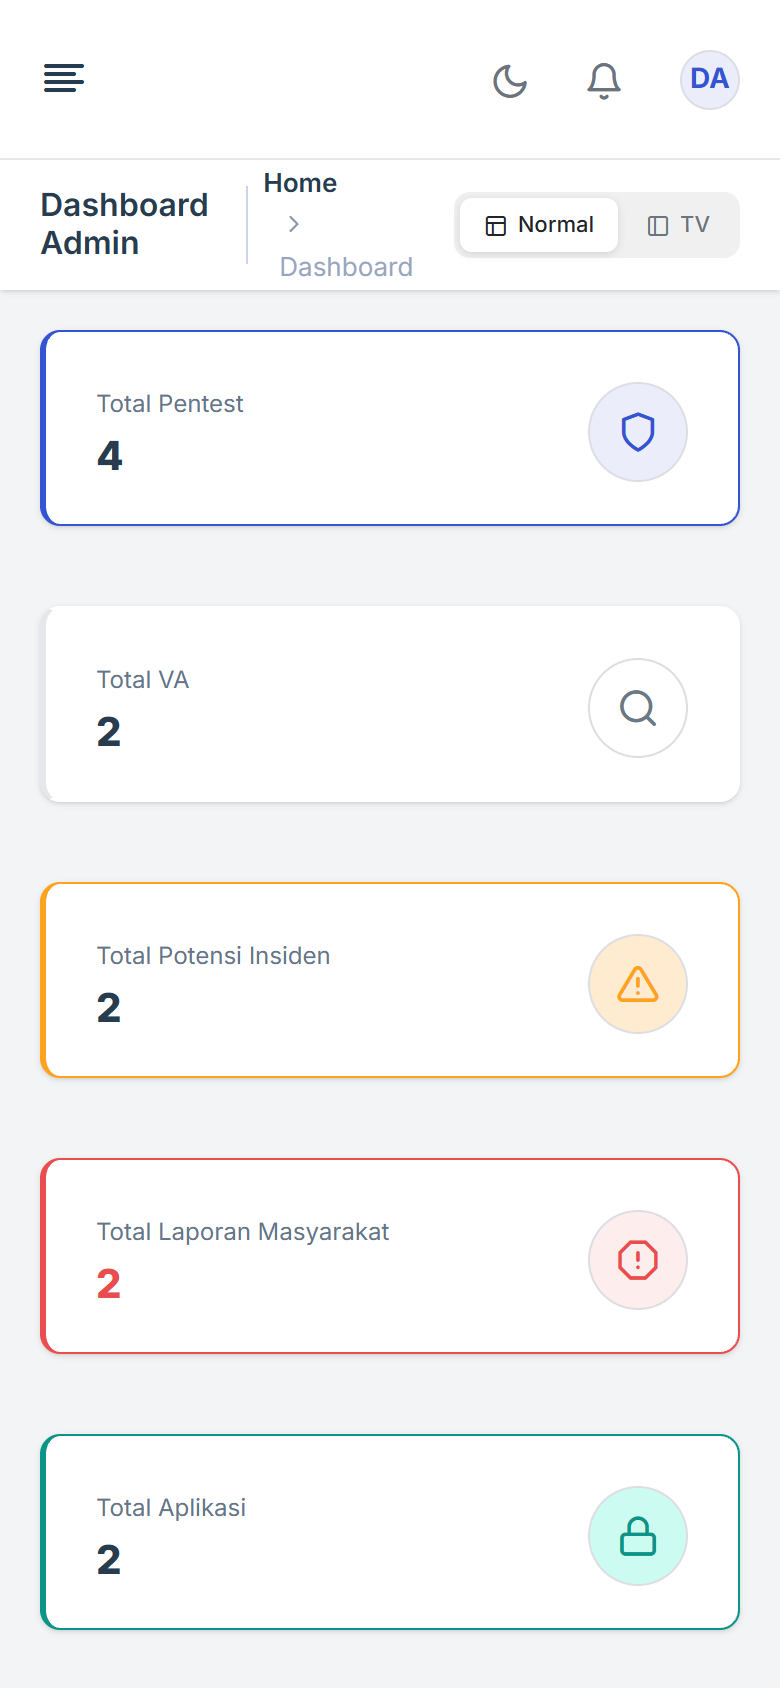 DA
Dashboard
Admin
Home
Dashboard
Normal
TV
Total Pentest
4
Total VA
2
Total Potensi Insiden
2
Total Laporan Masyarakat
2
Total Aplikasi
2